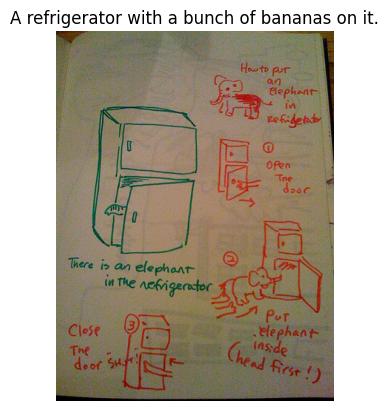 A refrigerator with a bunch of bananas on it.
How to put
an
elephant
in
refrigerator
①
Open
The
door
There is an elephant
in the refrigerator
②
Put
elephant
inside
(head first!)
③
Close
The
door